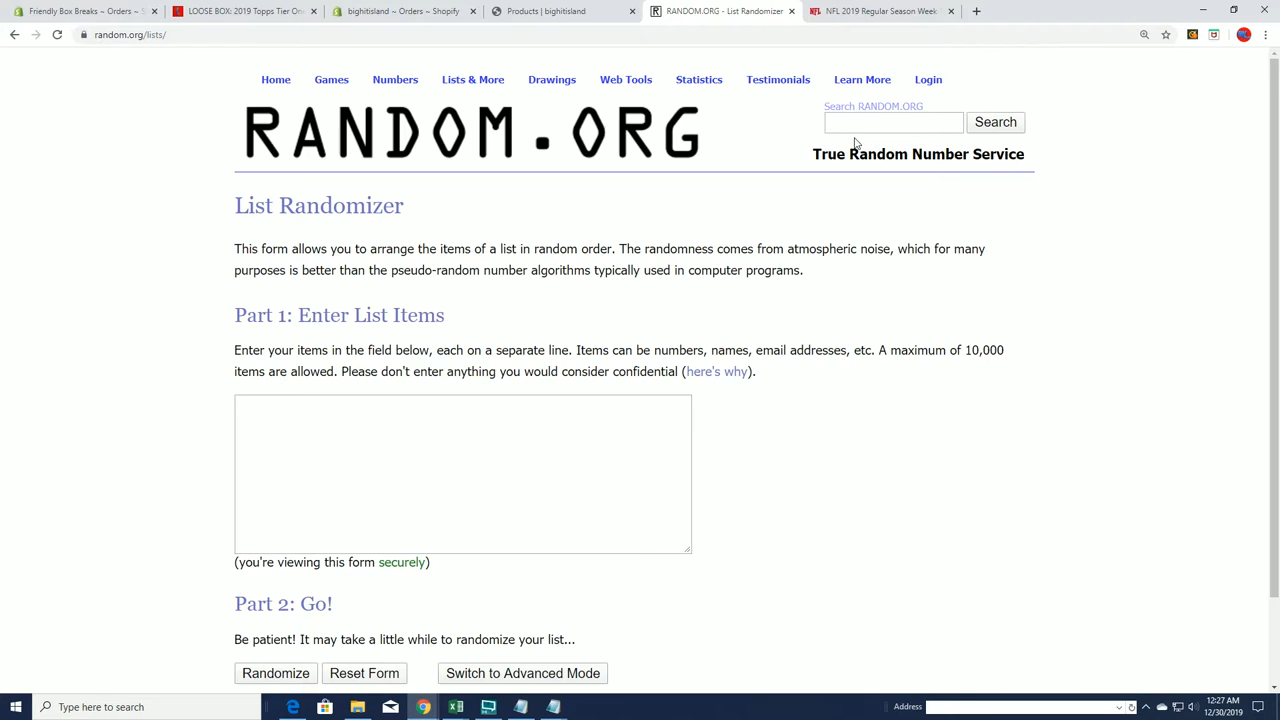 Friendly Box Breaks ~ Orders ~ S
LOOSE BOX: 2019 Topps Tier One
bighitisland ~ Orders ~ Shopify
Products | bighitisland
RANDOM.ORG - List Randomizer
NFL 2019 Regular Season Week
random.org/lists/
Home Games Numbers Lists & More Drawings Web Tools Statistics Testimonials Learn More Login
Search RANDOM.ORG
RANDOM.ORG
Search
True Random Number Service
List Randomizer
This form allows you to arrange the items of a list in random order. The randomness comes from atmospheric noise, which for many
purposes is better than the pseudo-random number algorithms typically used in computer programs.
Part 1: Enter List Items
Enter your items in the field below, each on a separate line. Items can be numbers, names, email addresses, etc. A maximum of 10,000
items are allowed. Please don't enter anything you would consider confidential (here's why).
(you're viewing this form securely)
Part 2: Go!
Be patient! It may take a little while to randomize your list...
Randomize Reset Form Switch to Advanced Mode
Type here to search
Address
12:27 AM
12/30/2019